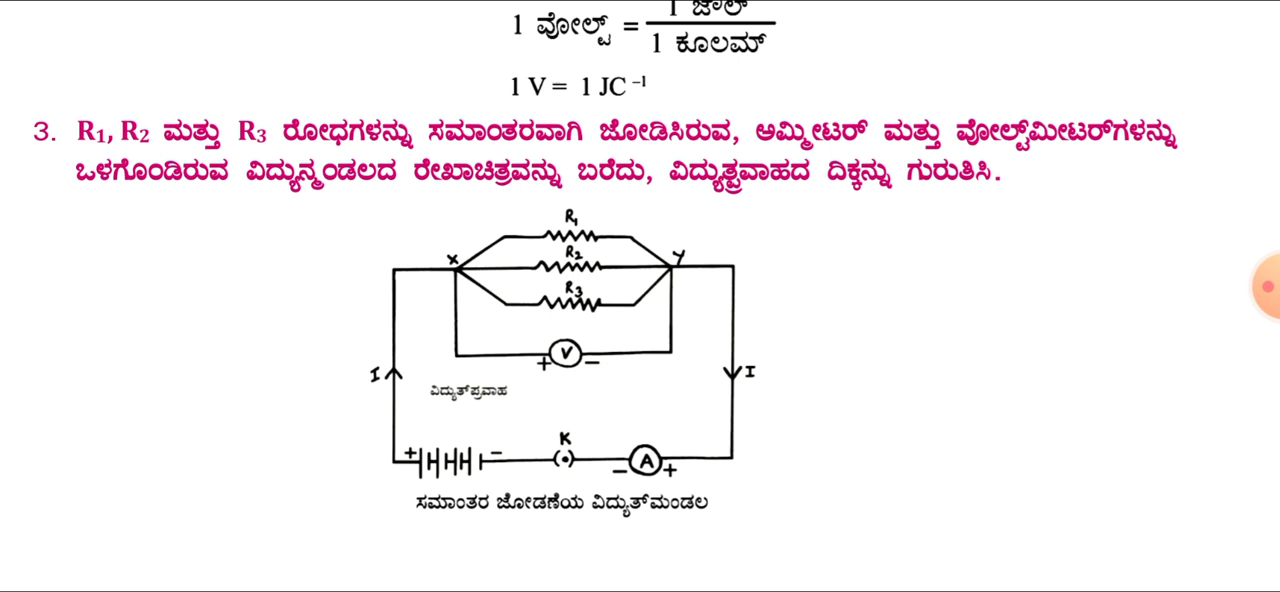 1 ವೋಲ್ಟ್ = 1 ಜೌಲ್ / 1 ಕೂಲಮ್
1 V = 1 JC⁻¹
3. R₁, R₂ ಮತ್ತು R₃ ರೋಧಗಳನ್ನು ಸಮಾಂತರವಾಗಿ ಜೋಡಿಸಿರುವ, ಅಮ್ಮೀಟರ್ ಮತ್ತು ವೋಲ್ಟ್‌ಮೀಟರ್‌ಗಳನ್ನು
ಒಳಗೊಂಡಿರುವ ವಿದ್ಯುನ್ಮಂಡಲದ ರೇಖಾಚಿತ್ರವನ್ನು ಬರೆದು, ವಿದ್ಯುತ್ಪ್ರವಾಹದ ದಿಕ್ಕನ್ನು ಗುರುತಿಸಿ.
R₁
X R₂ Y
R₃
+ V −
I ವಿದ್ಯುತ್‌ಪ್ರವಾಹ I
+ − K − A +
ಸಮಾಂತರ ಜೋಡಣೆಯ ವಿದ್ಯುತ್‌ಮಂಡಲ